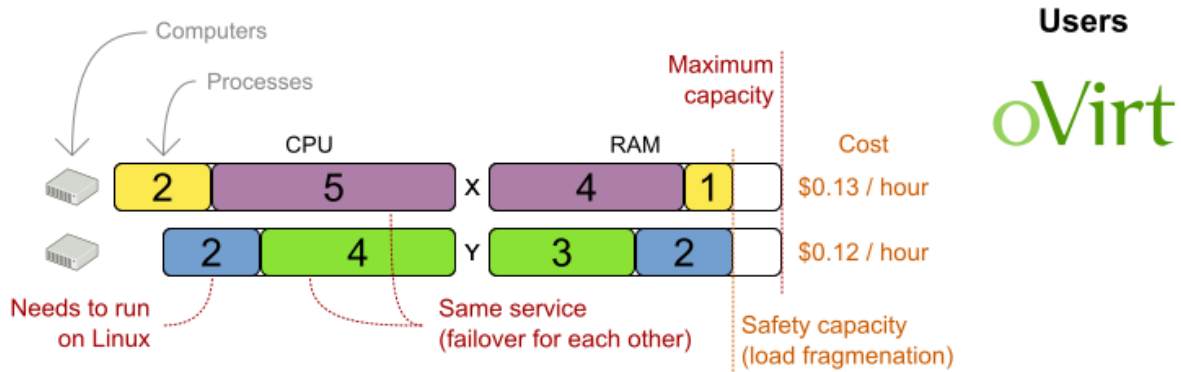 Users
oVirt
Computers
Processes
Maximum
capacity
CPU
RAM
Cost
2 5 X 4 1 $0.13 / hour
2 4 Y 3 2 $0.12 / hour
Needs to run
on Linux
Same service
(failover for each other)
Safety capacity
(load fragmenation)